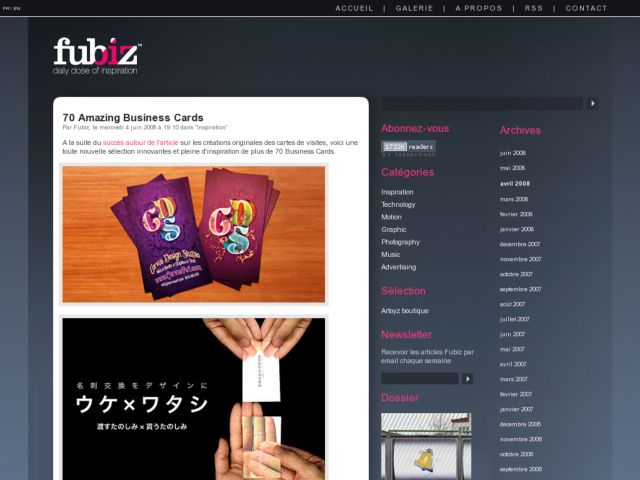 FR / EN
ACCUEIL | GALERIE | A PROPOS | RSS | CONTACT
fubiz™
daily dose of inspiration
70 Amazing Business Cards
Par Fubiz, le mercredi 4 juin 2008 à 19:10 dans "Inspiration"
A la suite du succès autour de l'article sur les créations originales des cartes de visites, voici une
toute nouvelle sélection innovantes et pleine d'inspiration de plus de 70 Business Cards.
CDS
Corvus Design Studio
www.CorvusArt.com
CDS
名刺交換をデザインに
ウケ×ワタシ
渡すたのしみ×貰うたのしみ
Abonnez-vous
17226 readers
BY FEEDBURNER
Catégories
Inspiration
Technology
Motion
Graphic
Photography
Music
Advertising
Sélection
Artoyz boutique
Newsletter
Recevoir les articles Fubiz par
email chaque semaine
Dossier
Archives
juin 2008
mai 2008
avril 2008
mars 2008
février 2008
janvier 2008
décembre 2007
novembre 2007
octobre 2007
septembre 2007
août 2007
juillet 2007
juin 2007
mai 2007
avril 2007
mars 2007
février 2007
janvier 2007
décembre 2006
novembre 2006
octobre 2006
septembre 2006